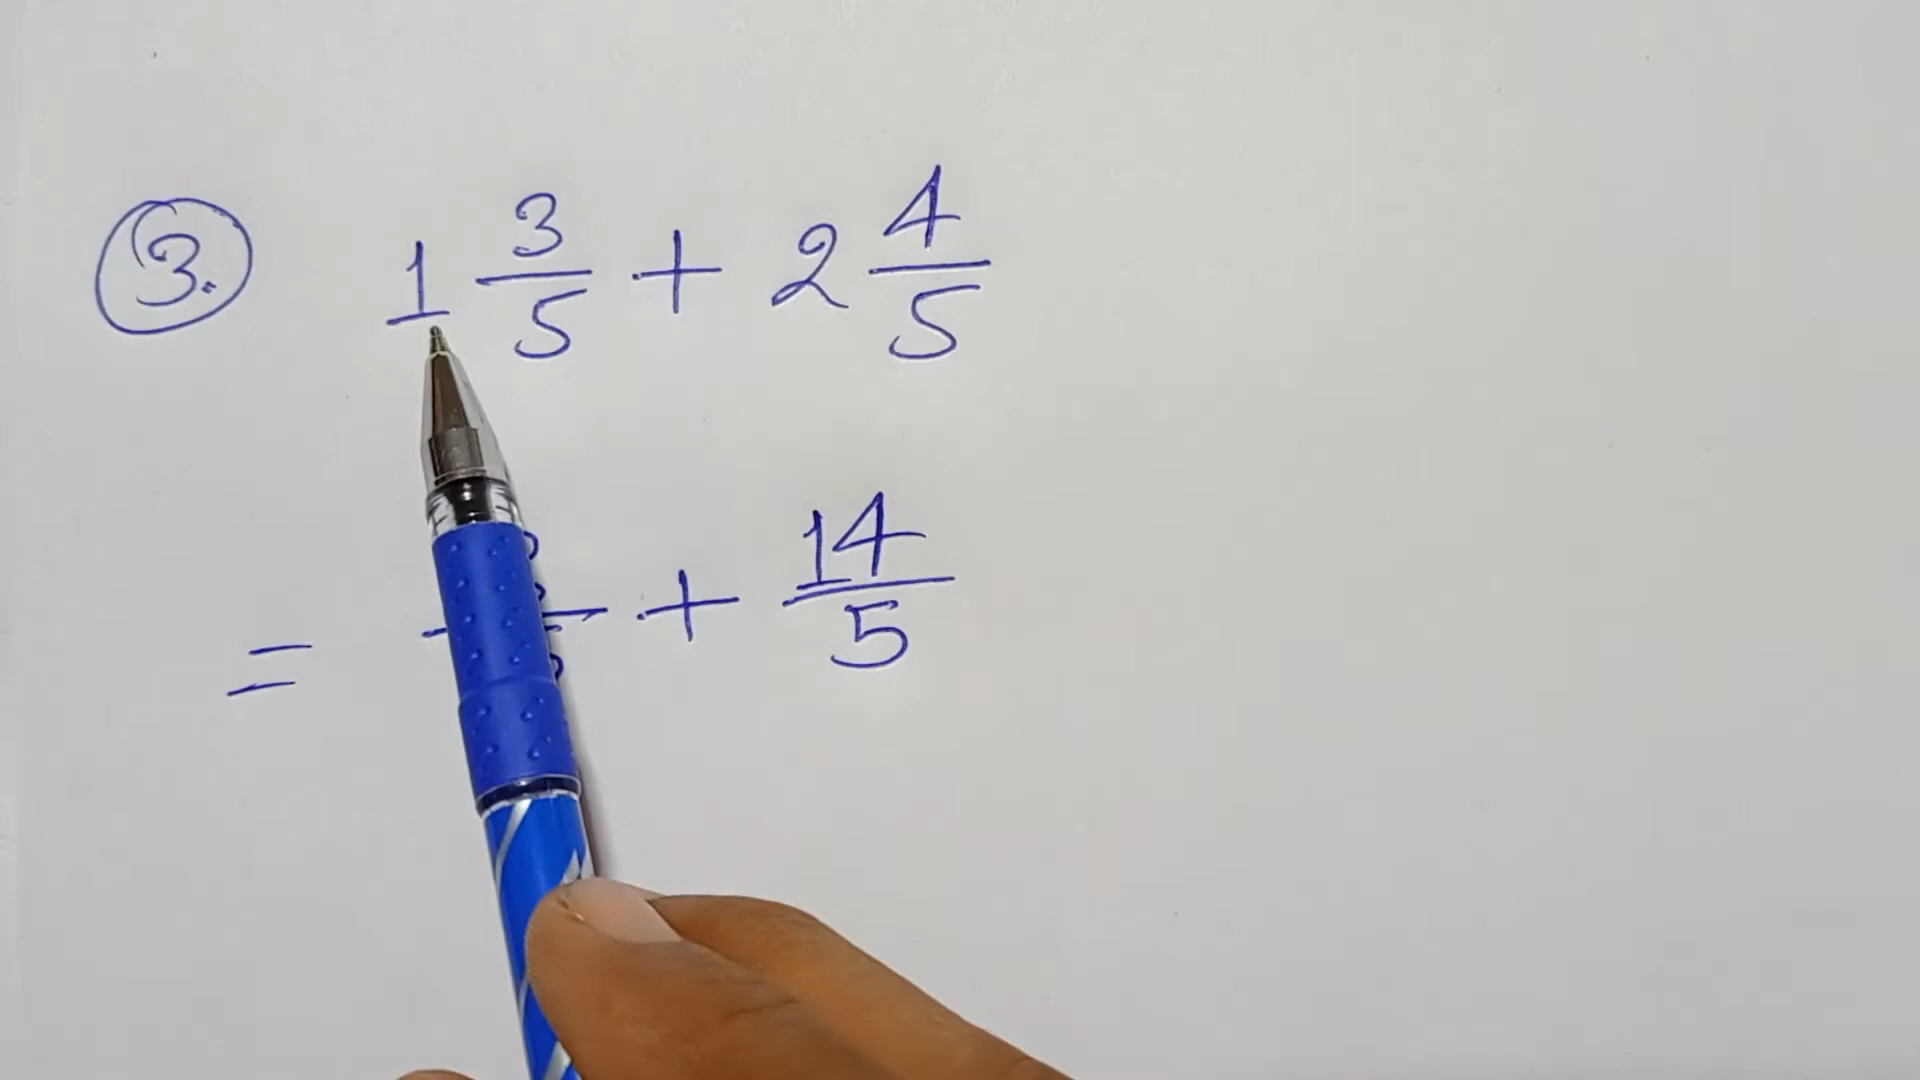 3. 1 3/5 + 2 4/5
= + 14/5